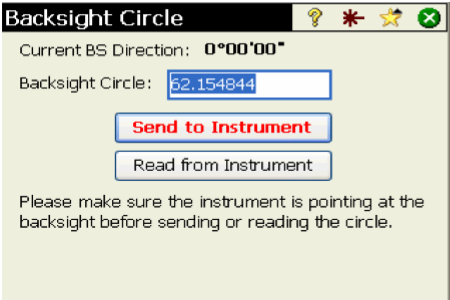 Backsight Circle
Current BS Direction: 0°00'00"
Backsight Circle: 62.154844
Send to Instrument
Read from Instrument
Please make sure the instrument is pointing at the
backsight before sending or reading the circle.